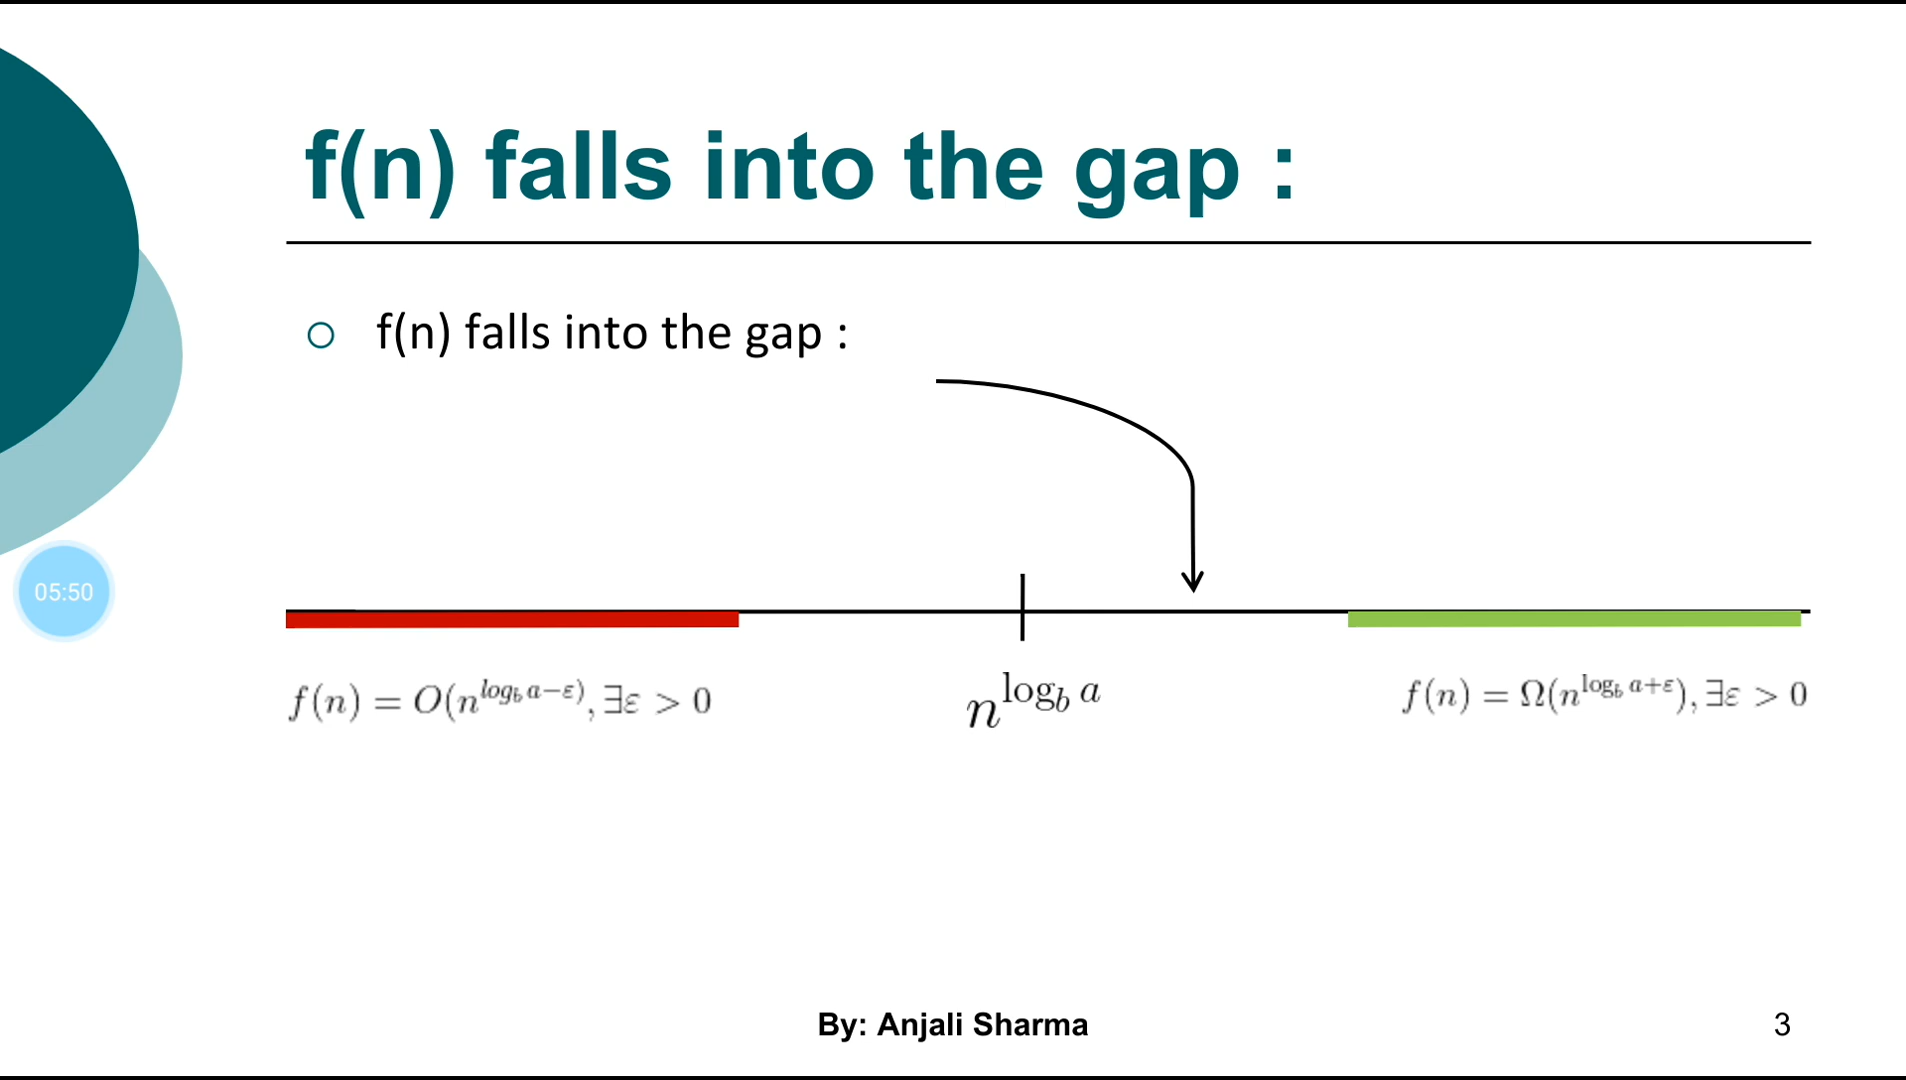 f(n) falls into the gap :
f(n) falls into the gap :
05:50
f(n) = O(n^{log_b a−ε}), ∃ε > 0
n^{log_b a}
f(n) = Ω(n^{log_b a+ε}), ∃ε > 0
By: Anjali Sharma
3